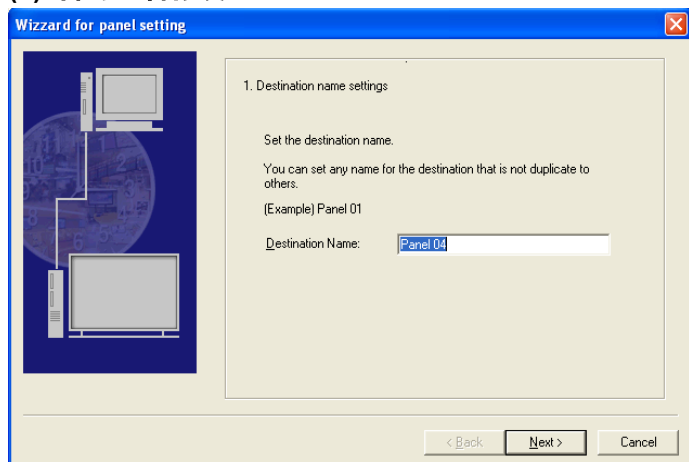 Wizzard for panel setting
1. Destination name settings
Set the destination name.
You can set any name for the destination that is not duplicate to
others.
(Example) Panel 01
Destination Name:
Panel 04
< Back
Next >
Cancel